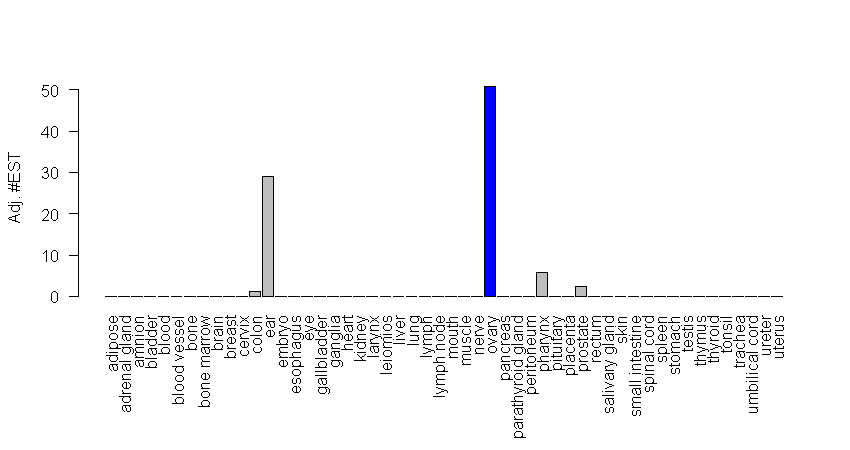 Adj. #EST
50
40
30
20
10
0
adipose
adrenal gland
amnion
bladder
blood
blood vessel
bone
bone marrow
brain
breast
cervix
colon
ear
embryo
esophagus
eye
gallbladder
ganglia
heart
kidney
larynx
leiomios
liver
lung
lymph
lymph node
mouth
muscle
nerve
ovary
pancreas
parathyroid gland
peritoneum
pharynx
pituitary
placenta
prostate
rectum
salivary gland
skin
small intestine
spinal cord
spleen
stomach
testis
thymus
thyroid
tonsil
trachea
umbilical cord
ureter
uterus